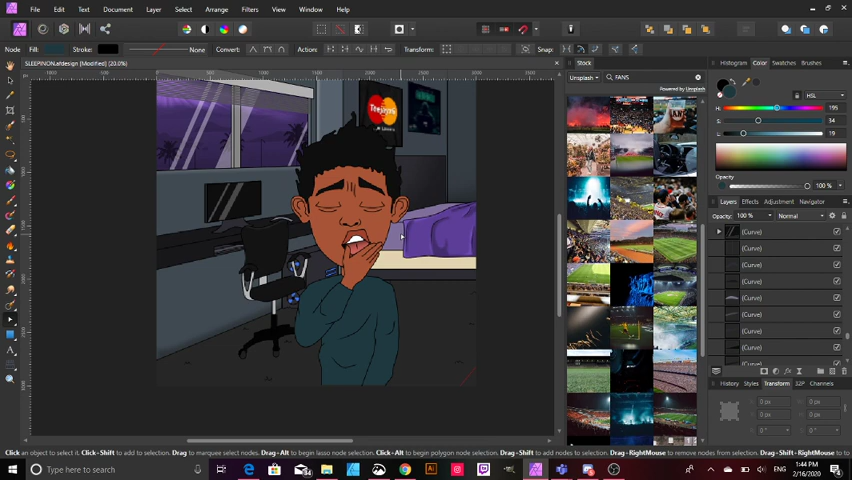 File Edit Text Document Layer Select Arrange Filters View Window Help
Node Fill: Stroke: None Convert: Action: Transform: Snap:
SLEEPINON.afdesign (Modified) (20.0%)
Stock
Unsplash FANS
Powered by Unsplash
Histogram Color Swatches Brushes
HSL
H: 195
S: 34
L: 19
Opacity
100 %
Layers Effects Adjustment Navigator
Opacity: 100 % Normal
(Curve)
(Curve)
(Curve)
(Curve)
(Curve)
(Curve)
(Curve)
(Curve)
History Styles Transform Channels
X: 0 px W: 0 px
Y: 0 px H: 0 px
TeeJayonl
Click an object to select it. Click+Shift to add to selection. Drag to marquee select nodes. Drag+Alt to begin lasso node selection. Click+Alt to begin polygon node selection. Drag+Shift to add nodes to selection. Drag+RightMouse to remove nodes from selection.
Type here to search
ENG
1:44 PM
2/16/2020